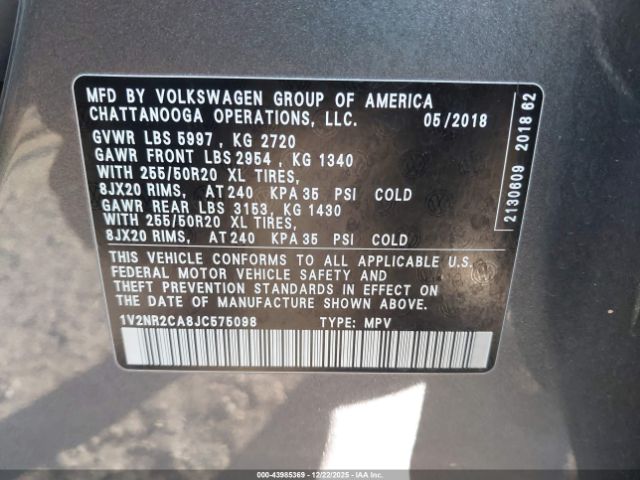 MFD BY VOLKSWAGEN GROUP OF AMERICA
CHATTANOOGA OPERATIONS, LLC. 05/2018
GVWR LBS 5997 , KG 2720
GAWR FRONT LBS 2954 , KG 1340
WITH 255/50R20 XL TIRES,
8JX20 RIMS, AT 240 KPA 35 PSI COLD
GAWR REAR LBS 3153, KG 1430
WITH 255/50R20 XL TIRES,
8JX20 RIMS, AT 240 KPA 35 PSI COLD
THIS VEHICLE CONFORMS TO ALL APPLICABLE U.S.
FEDERAL MOTOR VEHICLE SAFETY AND
THEFT PREVENTION STANDARDS IN EFFECT ON THE
DATE OF MANUFACTURE SHOWN ABOVE.
1V2NR2CA8JC575098 TYPE: MPV
2130609 2018 62
000-43985369 | 12/22/2025 | IAAI.COM